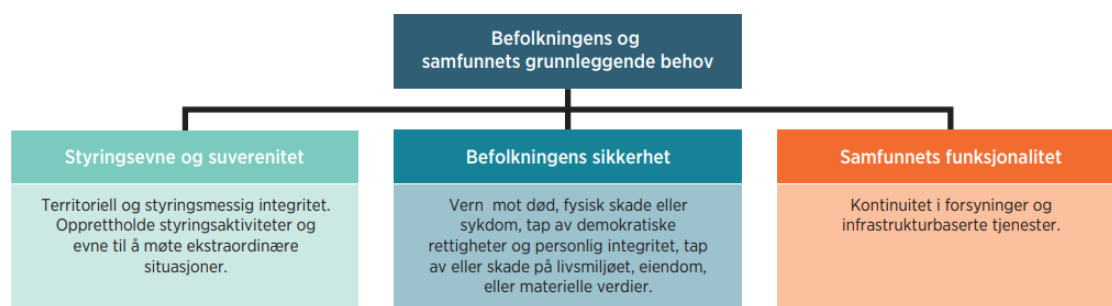 Befolkningens og
samfunnets grunnleggende behov
Styringsevne og suverenitet
Territoriell og styringsmessig integritet.
Opprettholde styringsaktiviteter og
evne til å møte ekstraordinære
situasjoner.
Befolkningens sikkerhet
Vern mot død, fysisk skade eller
sykdom, tap av demokratiske
rettigheter og personlig integritet, tap
av eller skade på livsmiljøet, eiendom,
eller materielle verdier.
Samfunnets funksjonalitet
Kontinuitet i forsyninger og
infrastrukturbaserte tjenester.